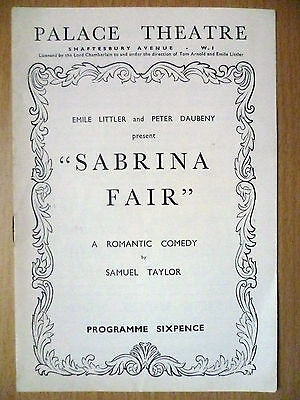 PALACE THEATRE
SHAFTESBURY AVENUE - W.1
Licensed by the Lord Chamberlain to and under the direction of Tom Arnold and Emile Littler
EMILE LITTLER and PETER DAUBENY
present
"SABRINA
FAIR"
A ROMANTIC COMEDY
by
SAMUEL TAYLOR
PROGRAMME SIXPENCE